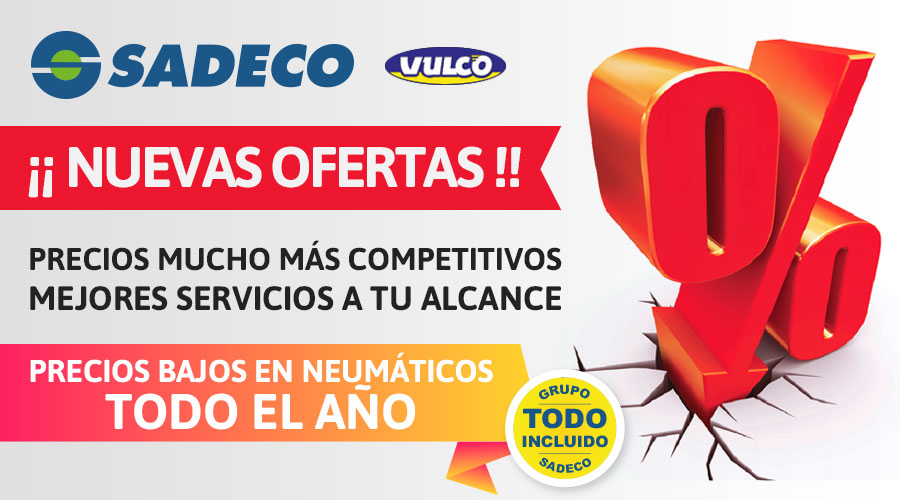 SADECO
VULCO
¡¡ NUEVAS OFERTAS !!
PRECIOS MUCHO MÁS COMPETITIVOS
MEJORES SERVICIOS A TU ALCANCE
PRECIOS BAJOS EN NEUMÁTICOS
TODO EL AÑO
GRUPO
TODO
INCLUIDO
SADECO
%